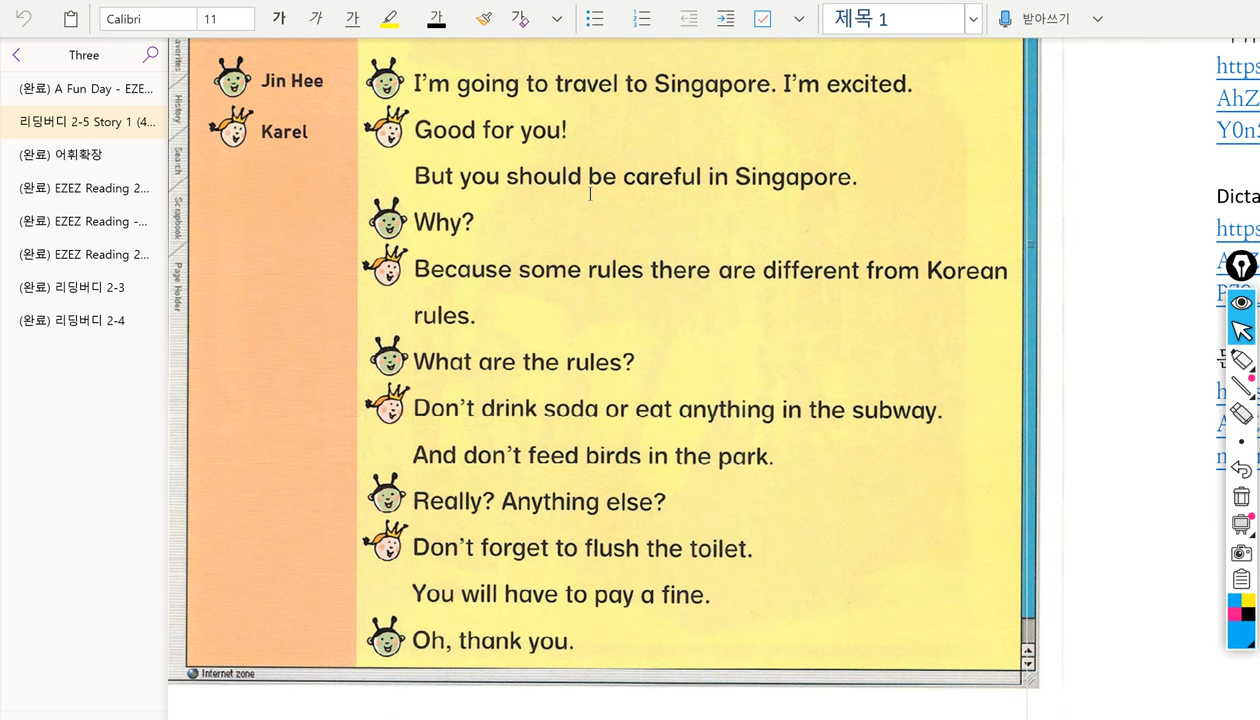 Calibri
11
가
가
가
가
가
제목 1
받아쓰기
Three
(완료) A Fun Day - EZE...
리딩버디 2-5 Story 1 (4...
(완료) 어휘확장
(완료) EZEZ Reading 2...
(완료) EZEZ Reading -...
(완료) EZEZ Reading 2...
(완료) 리딩버디 2-3
(완료) 리딩버디 2-4
History
Search
Scrapbook
Page Holder
Jin Hee
Karel
I'm going to travel to Singapore. I'm excited.
Good for you!
But you should be careful in Singapore.
Why?
Because some rules there are different from Korean
rules.
What are the rules?
Don't drink soda or eat anything in the subway.
And don't feed birds in the park.
Really? Anything else?
Don't forget to flush the toilet.
You will have to pay a fine.
Oh, thank you.
Internet zone
https
AhZ
Dicta
https